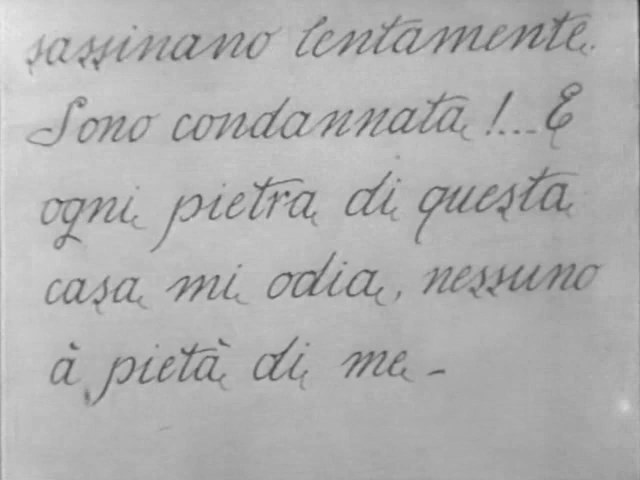 sassinano lentamente.
Sono condannata!... E
ogni pietra di questa
casa mi odia, nessuno
à pietà di me -